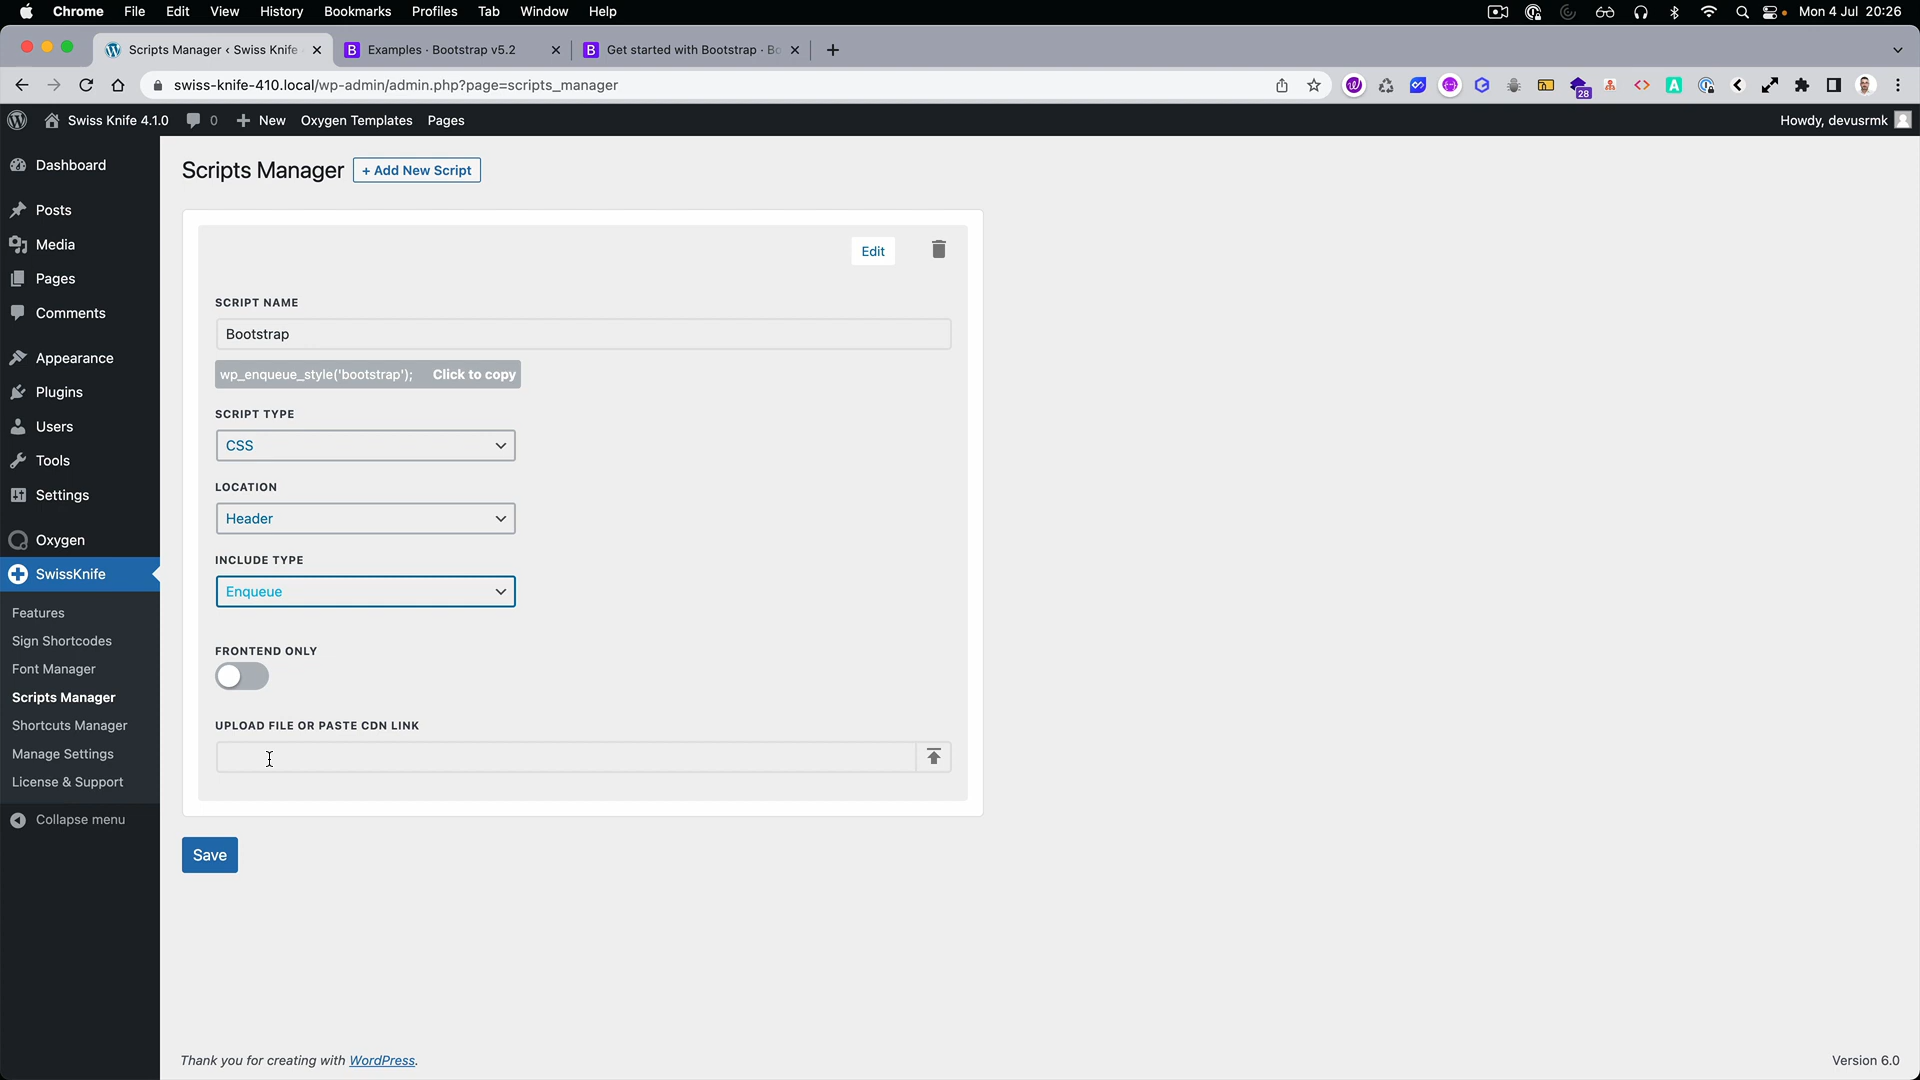 Chrome File Edit View History Bookmarks Profiles Tab Window Help Mon 4 Jul 20:26
Scripts Manager ‹ Swiss Knife Examples · Bootstrap v5.2 Get started with Bootstrap · Bo
swiss-knife-410.local/wp-admin/admin.php?page=scripts_manager 28
Swiss Knife 4.1.0 0 New Oxygen Templates Pages Howdy, devusrmk
Dashboard
Posts
Media
Pages
Comments
Appearance
Plugins
Users
Tools
Settings
Oxygen
SwissKnife
Features
Sign Shortcodes
Font Manager
Scripts Manager
Shortcuts Manager
Manage Settings
License & Support
Collapse menu
Scripts Manager + Add New Script
Edit
SCRIPT NAME
Bootstrap
wp_enqueue_style('bootstrap'); Click to copy
SCRIPT TYPE
CSS
LOCATION
Header
INCLUDE TYPE
Enqueue
FRONTEND ONLY
UPLOAD FILE OR PASTE CDN LINK
Save
Thank you for creating with WordPress. Version 6.0